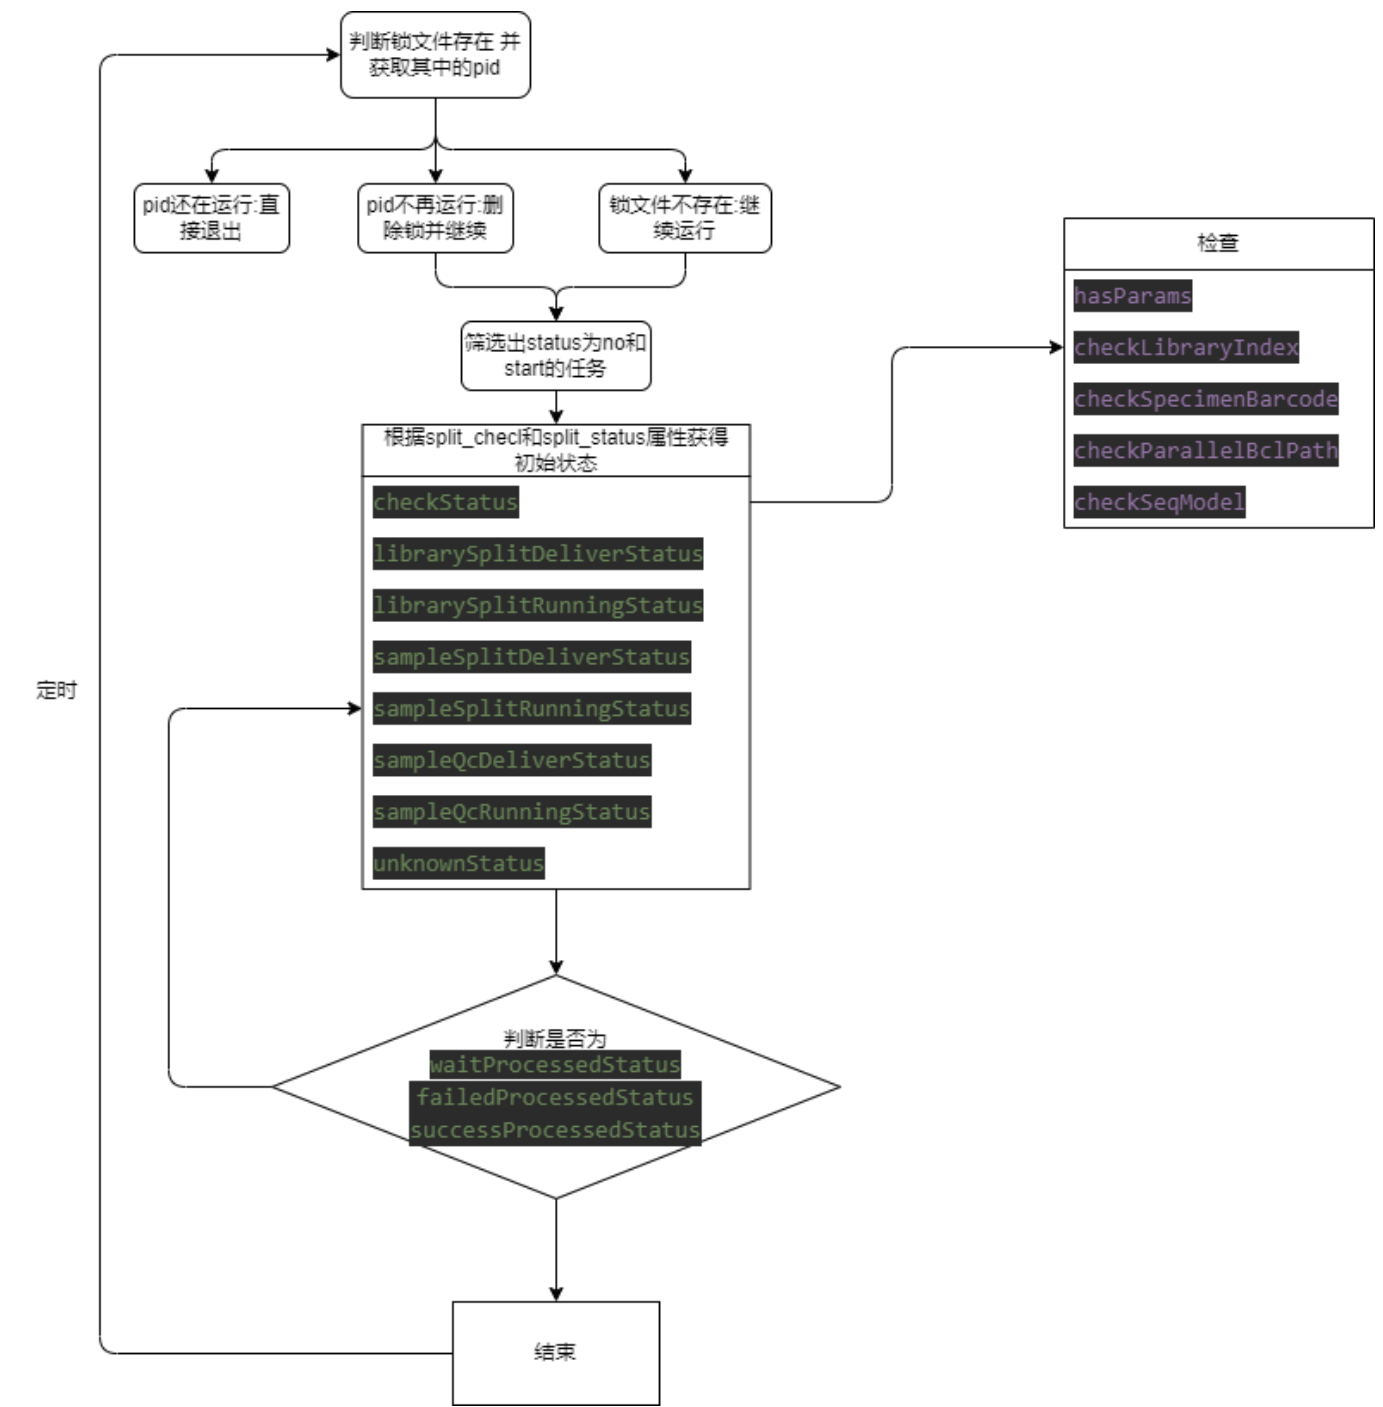 判断锁文件存在 并
获取其中的pid
pid还在运行:直
接退出
pid不再运行:删
除锁并继续
锁文件不存在:继
续运行
筛选出status为no和
start的任务
根据split_checl和split_status属性获得
初始状态
checkStatus
librarySplitDeliverStatus
librarySplitRunningStatus
sampleSplitDeliverStatus
sampleSplitRunningStatus
sampleQcDeliverStatus
sampleQcRunningStatus
unknownStatus
检查
hasParams
checkLibraryIndex
checkSpecimenBarcode
checkParallelBclPath
checkSeqModel
定时
判断是否为
waitProcessedStatus
failedProcessedStatus
successProcessedStatus
结束